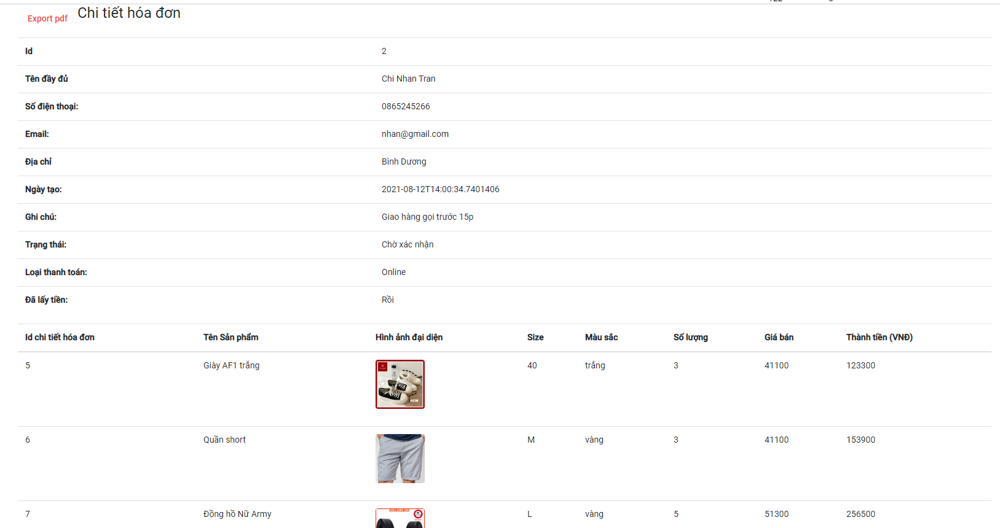 Export pdf Chi tiết hóa đơn
Id 2
Tên đầy đủ Chi Nhan Tran
Số điện thoại: 0865245266
Email: nhan@gmail.com
Địa chỉ Bình Dương
Ngày tạo: 2021-08-12T14:00:34.7401406
Ghi chú: Giao hàng gọi trước 15p
Trạng thái: Chờ xác nhận
Loại thanh toán: Online
Đã lấy tiền: Rồi
Id chi tiết hóa đơn Tên Sản phẩm Hình ảnh đại diện Size Màu sắc Số lượng Giá bán Thành tiền (VNĐ)
5 Giày AF1 trắng 40 trắng 3 41100 123300
6 Quần short M vàng 3 41100 153900
7 Đồng hồ Nữ Army L vàng 5 51300 256500